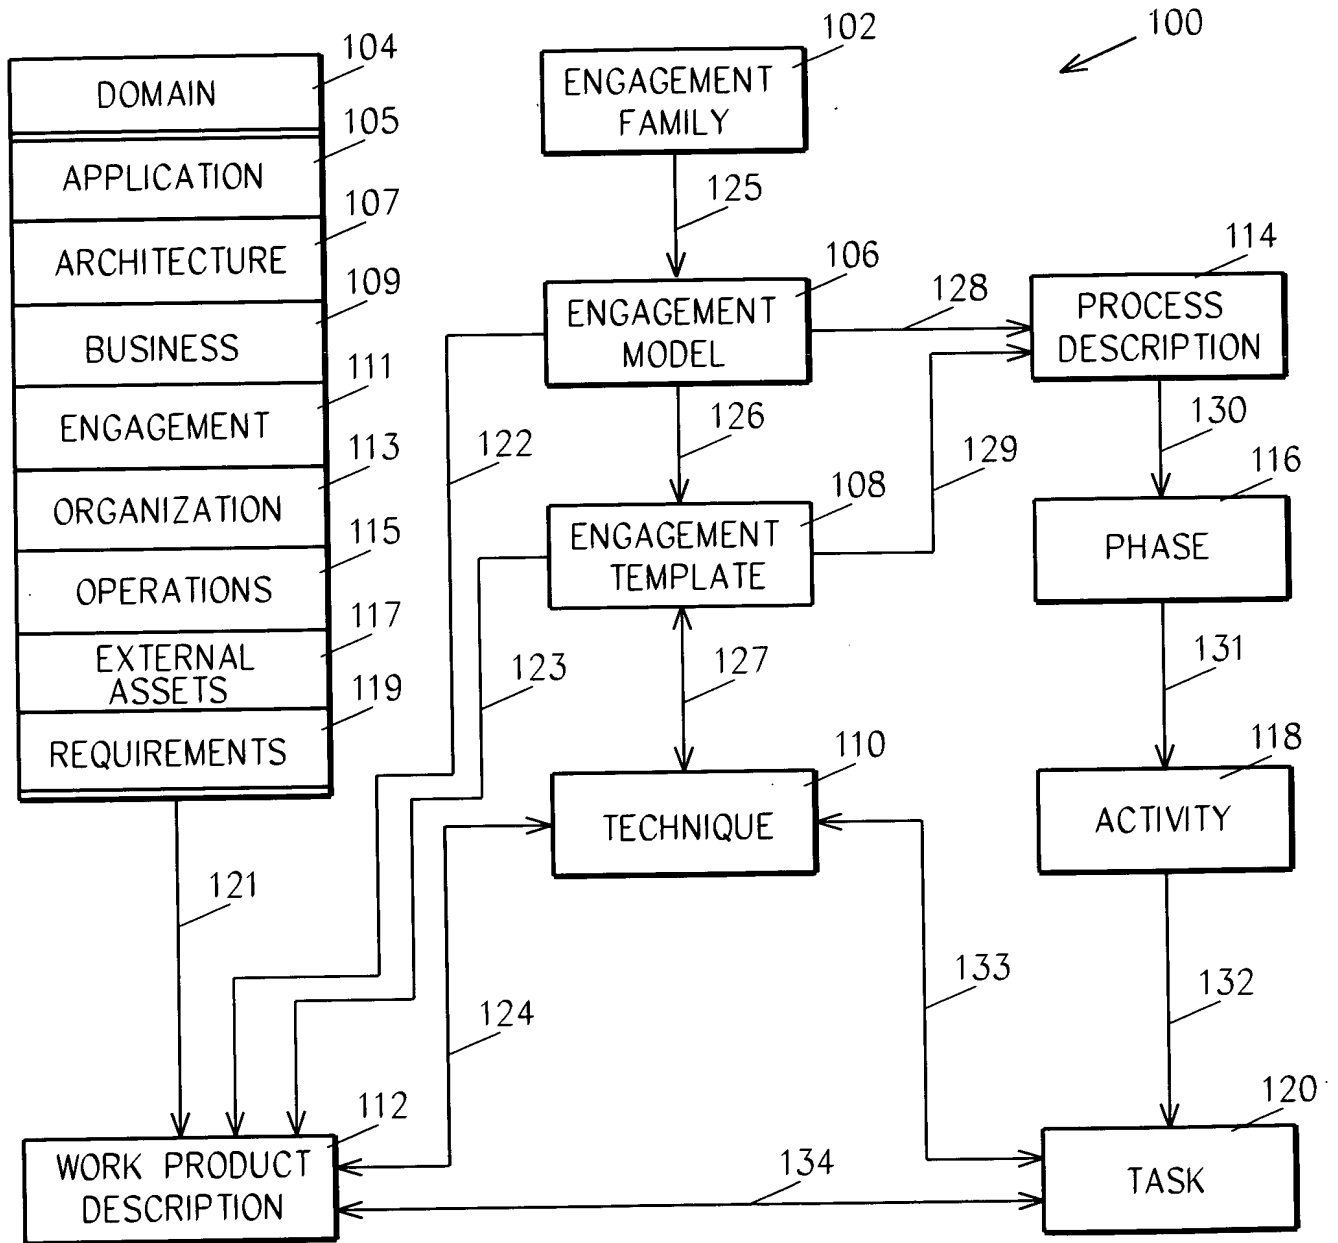 100
102
ENGAGEMENT
FAMILY
104
DOMAIN
105
APPLICATION
107
ARCHITECTURE
109
BUSINESS
111
ENGAGEMENT
113
ORGANIZATION
115
OPERATIONS
117
EXTERNAL
ASSETS
119
REQUIREMENTS
125
106
ENGAGEMENT
MODEL
128
114
PROCESS
DESCRIPTION
122
126
129
130
108
ENGAGEMENT
TEMPLATE
116
PHASE
123
127
131
110
TECHNIQUE
118
ACTIVITY
121
124
133
132
112
WORK PRODUCT
DESCRIPTION
134
120
TASK